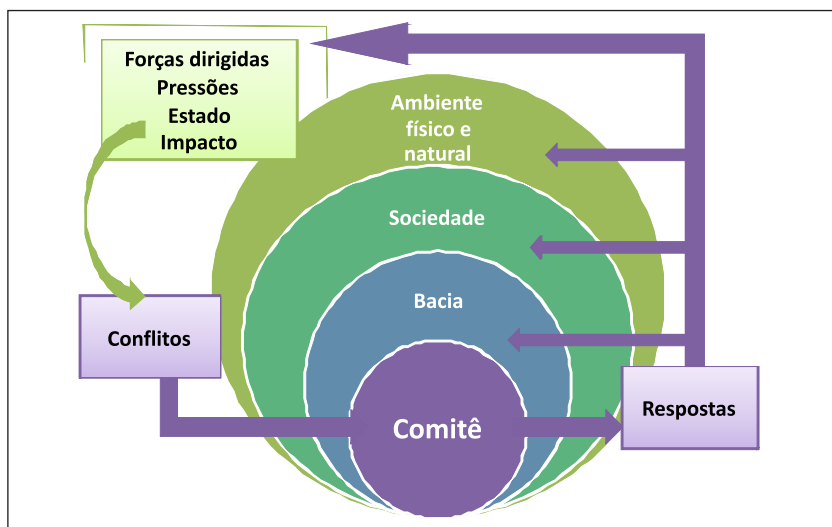 Forças dirigidas
Pressões
Estado
Impacto
Ambiente
físico e
natural
Sociedade
Bacia
Conflitos
Comitê
Respostas